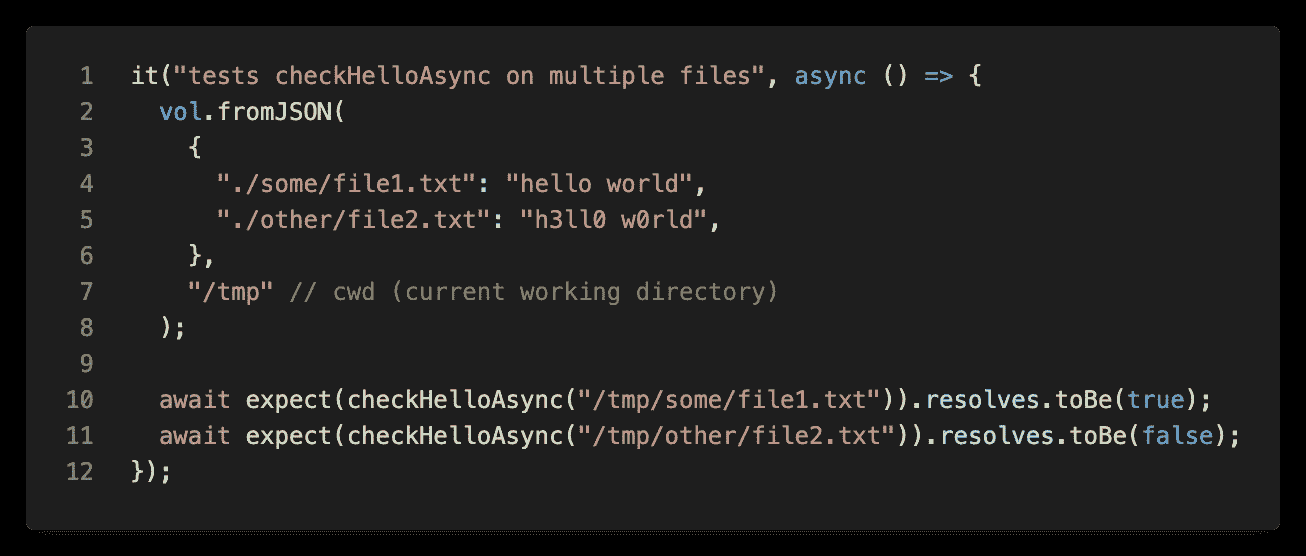 1 it("tests checkHelloAsync on multiple files", async () => {
2   vol.fromJSON(
3     {
4       "./some/file1.txt": "hello world",
5       "./other/file2.txt": "h3ll0 w0rld",
6     },
7     "/tmp" // cwd (current working directory)
8   );
9
10   await expect(checkHelloAsync("/tmp/some/file1.txt")).resolves.toBe(true);
11   await expect(checkHelloAsync("/tmp/other/file2.txt")).resolves.toBe(false);
12 });